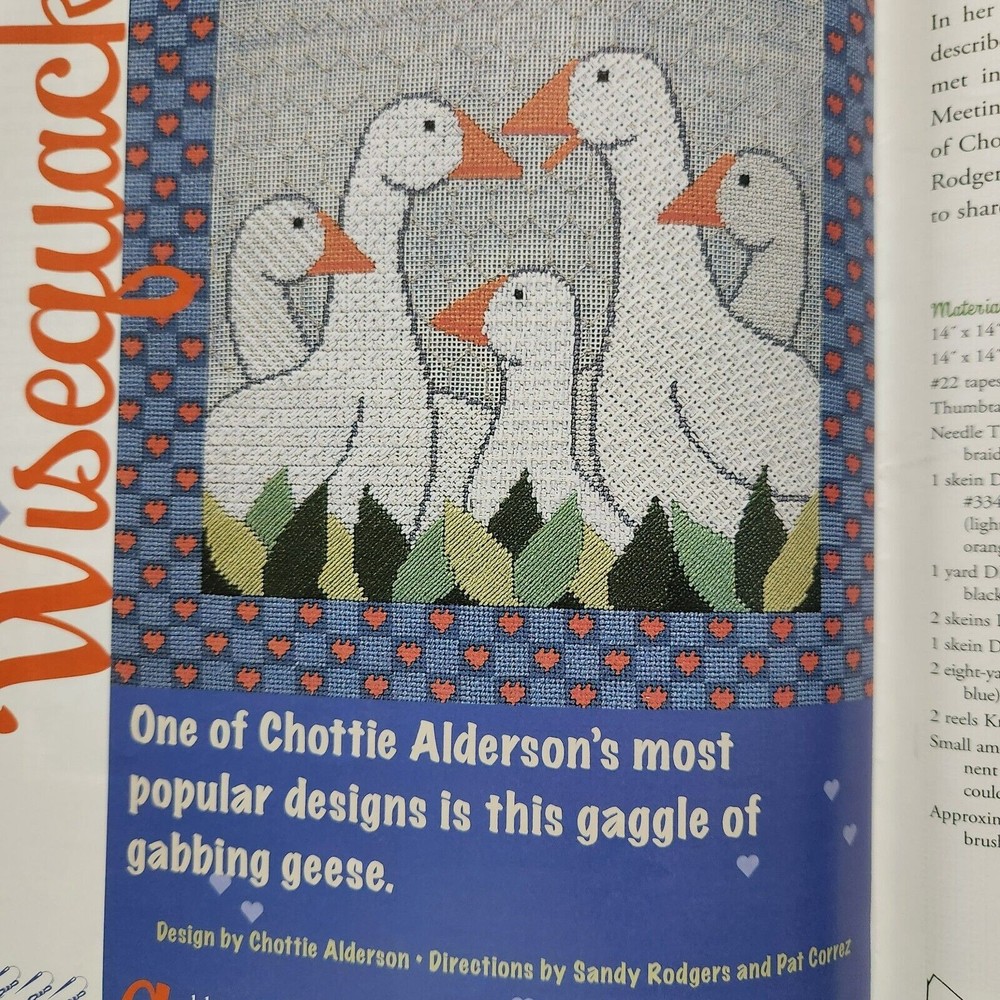 Wisequack
One of Chottie Alderson's most
popular designs is this gaggle of
gabbing geese.
Design by Chottie Alderson • Directions by Sandy Rodgers and Pat Correz
In her
describ
met in
Meetin
of Cho
Rodger
to shar
Materia
14" x 14"
14" x 14"
#22 tapes
Thumbta
Needle T
braid
1 skein D
#334
(ligh
oran
1 yard D
black
2 skeins
1 skein D
2 eight-ya
blue)
2 reels Kr
Small am
nent
could
Approxin
brush